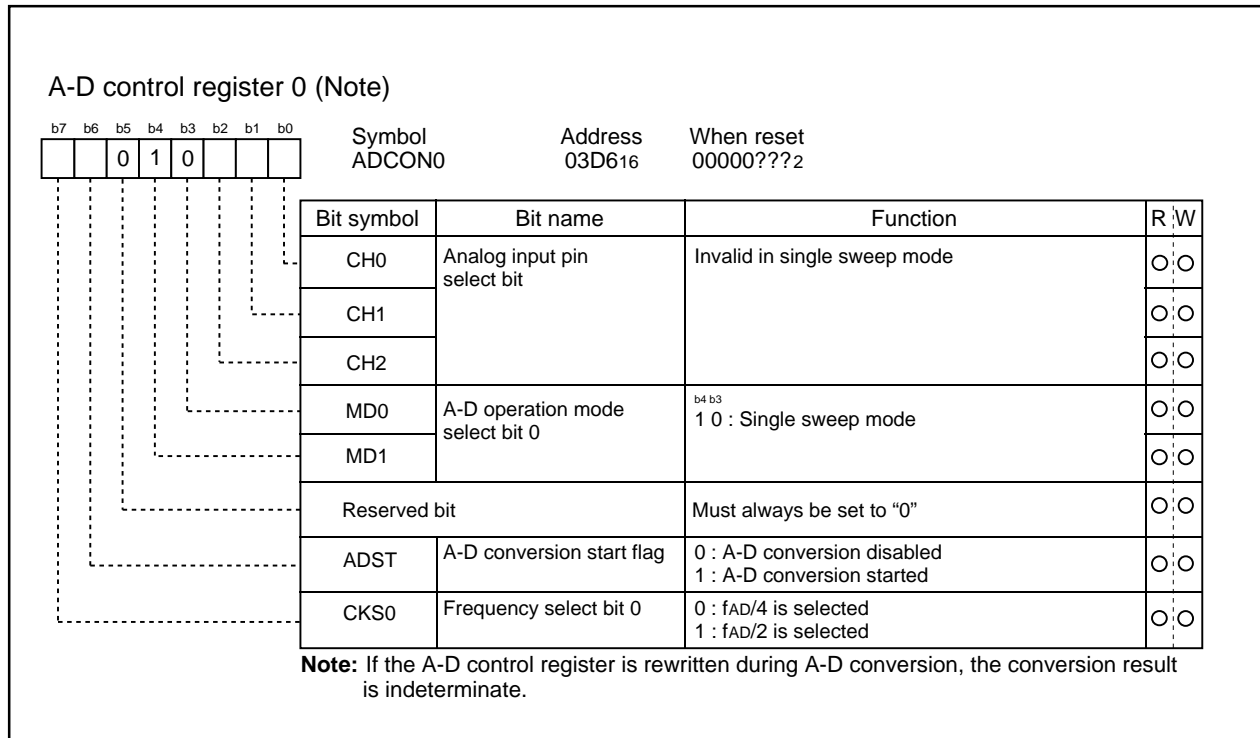 A-D control register 0 (Note)
b7 b6 b5 b4 b3 b2 b1 b0
0 1 0
Symbol Address When reset
ADCON0 03D616 00000???2
Bit symbol Bit name Function R W
CH0 Analog input pin select bit Invalid in single sweep mode
CH1
CH2
MD0 A-D operation mode select bit 0 b4 b3
1 0 : Single sweep mode
MD1
Reserved bit Must always be set to “0”
ADST A-D conversion start flag 0 : A-D conversion disabled
1 : A-D conversion started
CKS0 Frequency select bit 0 0 : fAD/4 is selected
1 : fAD/2 is selected
Note: If the A-D control register is rewritten during A-D conversion, the conversion result
is indeterminate.